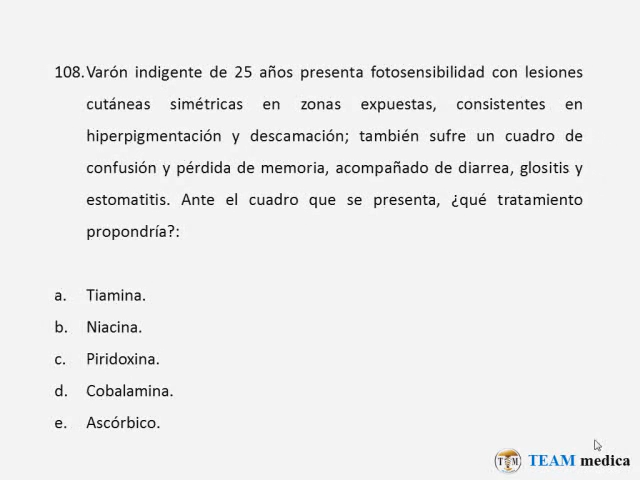 108. Varón indigente de 25 años presenta fotosensibilidad con lesiones
cutáneas simétricas en zonas expuestas, consistentes en
hiperpigmentación y descamación; también sufre un cuadro de
confusión y pérdida de memoria, acompañado de diarrea, glositis y
estomatitis. Ante el cuadro que se presenta, ¿qué tratamiento
propondría?:
a. Tiamina.
b. Niacina.
c. Piridoxina.
d. Cobalamina.
e. Ascórbico.
TM TEAM medica